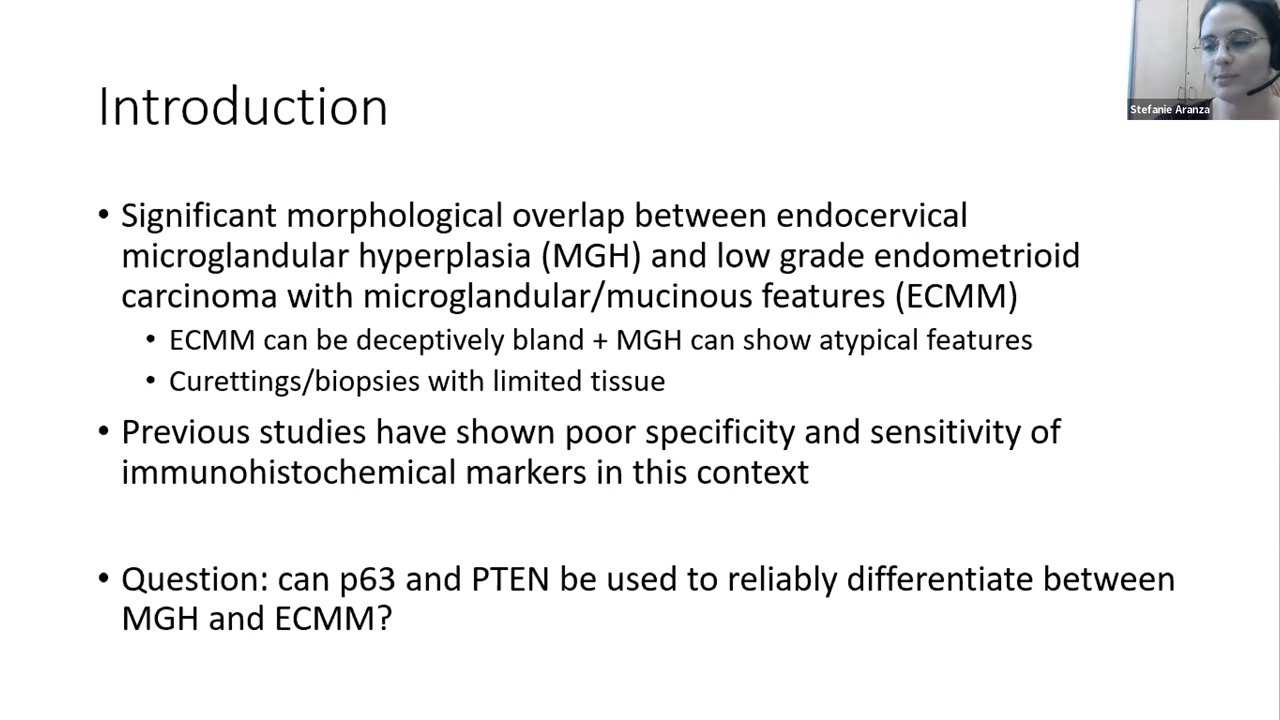 Stefanie Aranza
Introduction
• Significant morphological overlap between endocervical
microglandular hyperplasia (MGH) and low grade endometrioid
carcinoma with microglandular/mucinous features (ECMM)
• ECMM can be deceptively bland + MGH can show atypical features
• Curettings/biopsies with limited tissue
• Previous studies have shown poor specificity and sensitivity of
immunohistochemical markers in this context
• Question: can p63 and PTEN be used to reliably differentiate between
MGH and ECMM?